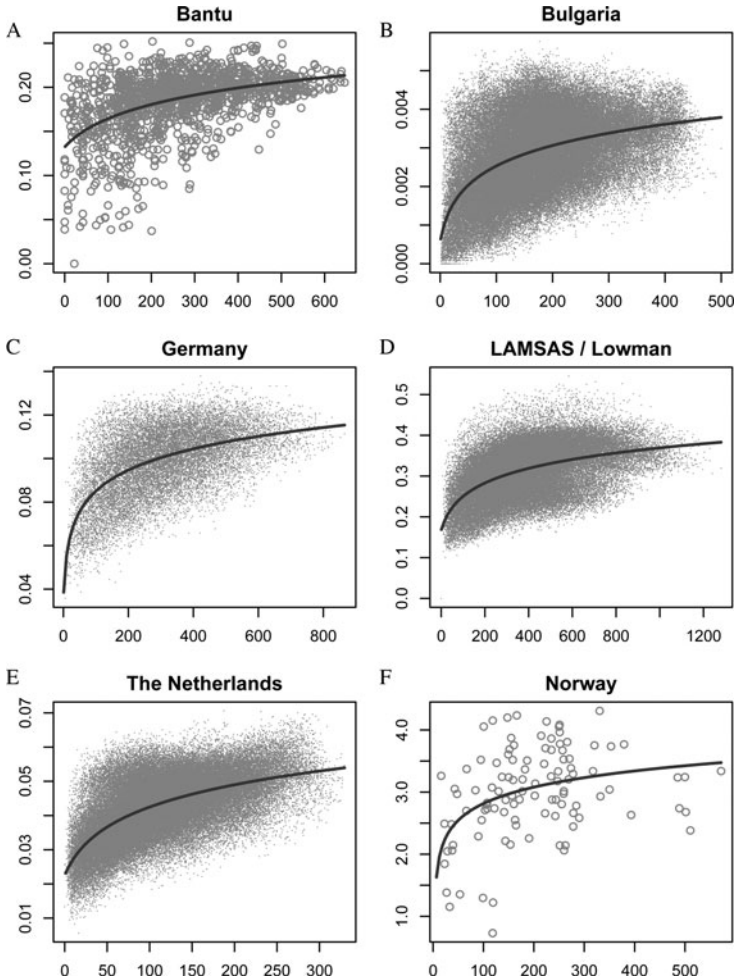 A Bantu
0.20
0.10
0.00
0 100 200 300 400 500 600
B Bulgaria
0.004
0.002
0.000
0 100 200 300 400 500
C Germany
0.12
0.08
0.04
0 200 400 600 800
D LAMSAS / Lowman
0.5
0.4
0.3
0.2
0.1
0.0
0 200 400 600 800 1200
E The Netherlands
0.07
0.05
0.03
0.01
0 50 100 150 200 250 300
F Norway
4.0
3.0
2.0
1.0
0 100 200 300 400 500